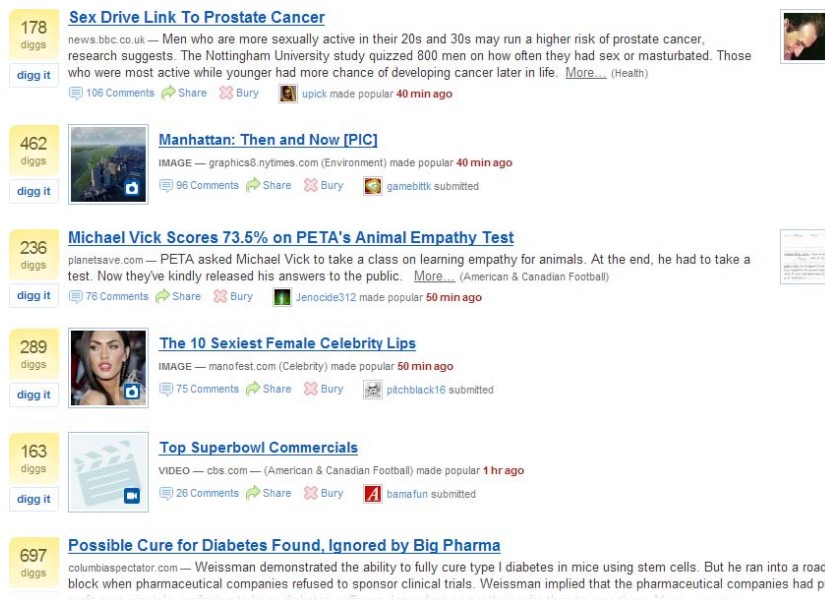 178
diggs
digg it
Sex Drive Link To Prostate Cancer
news.bbc.co.uk — Men who are more sexually active in their 20s and 30s may run a higher risk of prostate cancer,
research suggests. The Nottingham University study quizzed 800 men on how often they had sex or masturbated. Those
who were most active while younger had more chance of developing cancer later in life. More... (Health)
106 Comments Share Bury upick made popular 40 min ago
462
diggs
digg it
Manhattan: Then and Now [PIC]
IMAGE — graphics8.nytimes.com (Environment) made popular 40 min ago
96 Comments Share Bury gamebittk submitted
236
diggs
digg it
Michael Vick Scores 73.5% on PETA's Animal Empathy Test
planetsave.com — PETA asked Michael Vick to take a class on learning empathy for animals. At the end, he had to take a
test. Now they've kindly released his answers to the public. More... (American & Canadian Football)
76 Comments Share Bury Jenocide312 made popular 50 min ago
289
diggs
digg it
The 10 Sexiest Female Celebrity Lips
IMAGE — manofest.com (Celebrity) made popular 50 min ago
75 Comments Share Bury pitchblack16 submitted
163
diggs
digg it
Top Superbowl Commercials
VIDEO — cbs.com — (American & Canadian Football) made popular 1 hr ago
26 Comments Share Bury A bamafun submitted
697
diggs
Possible Cure for Diabetes Found, Ignored by Big Pharma
columbiaspectator.com — Weissman demonstrated the ability to fully cure type I diabetes in mice using stem cells. But he ran into a road
block when pharmaceutical companies refused to sponsor clinical trials. Weissman implied that the pharmaceutical companies had p